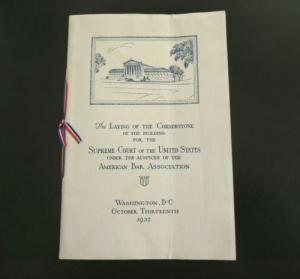 The Laying of the Cornerstone
of the building
for the
Supreme Court of the United States
under the auspices of the
American Bar Association
Washington, D·C
October Thirteenth
1932